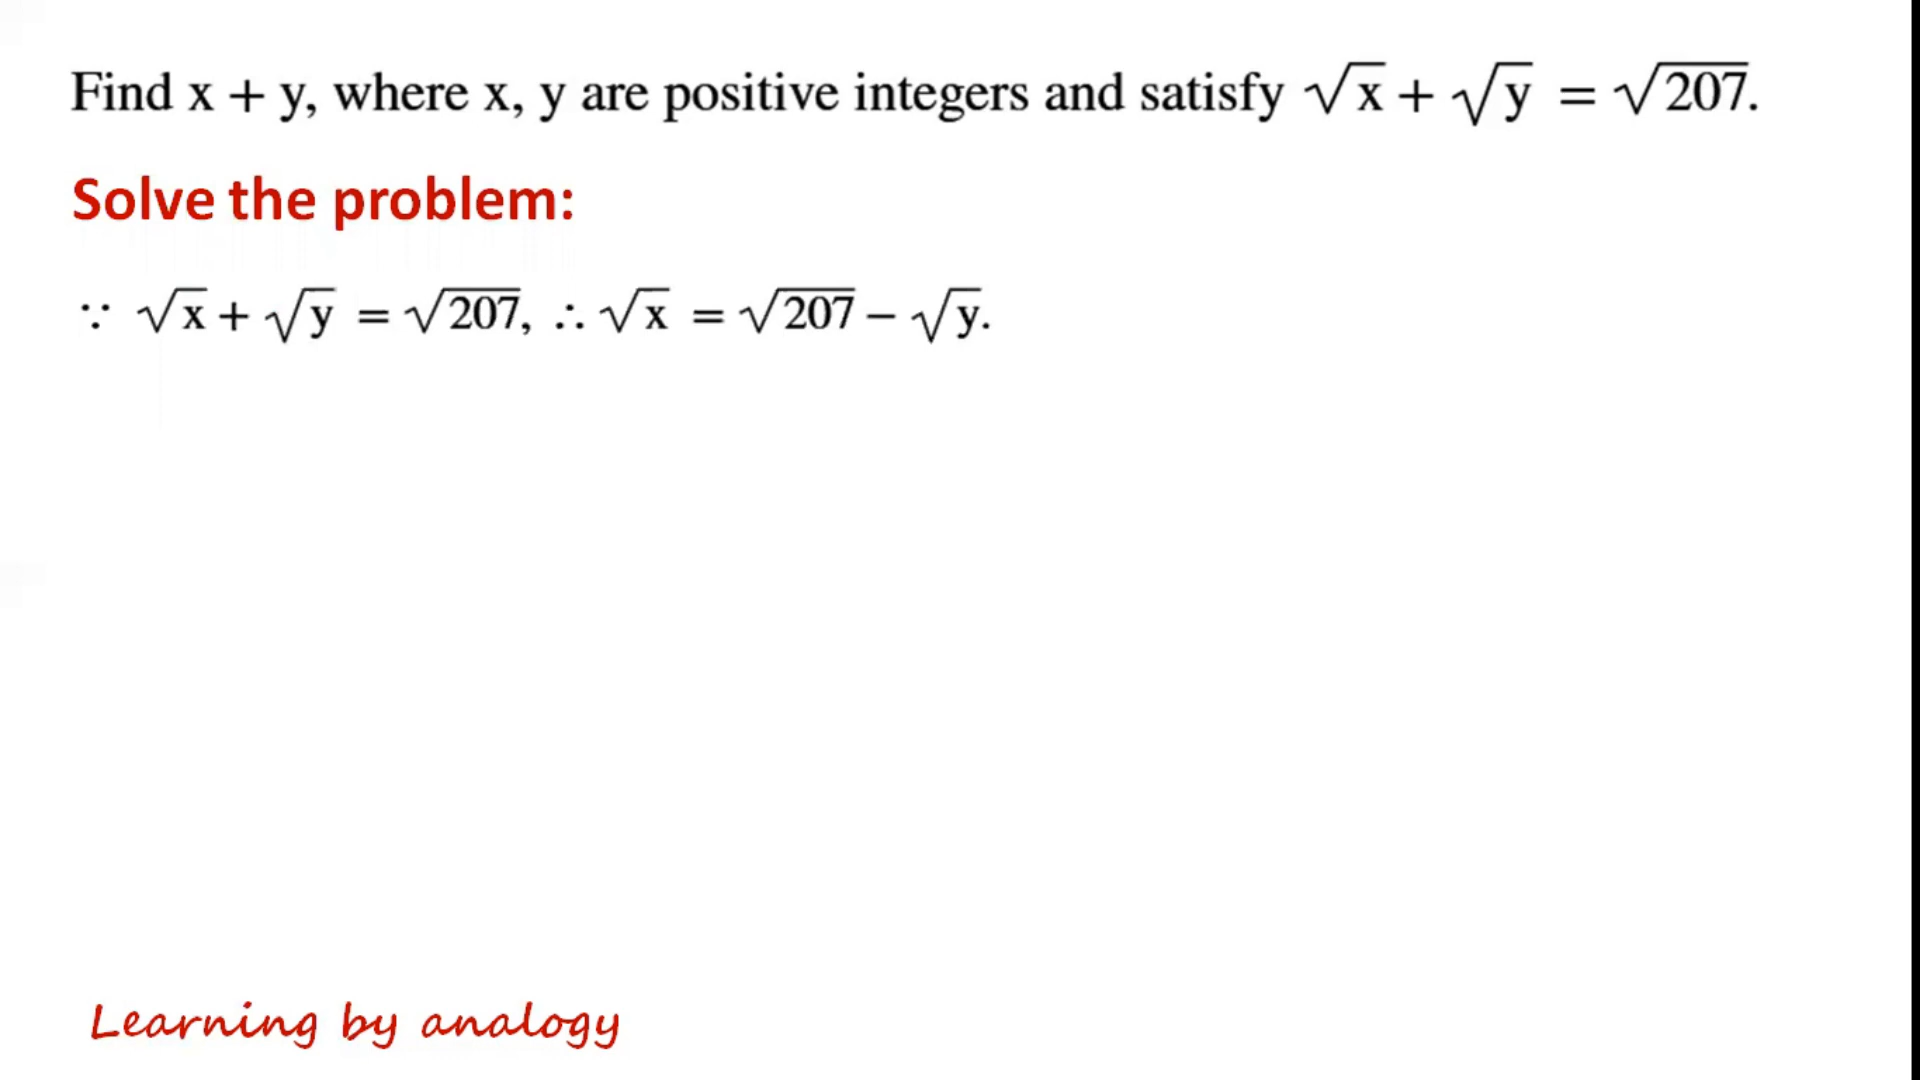 Find x + y, where x, y are positive integers and satisfy √x + √y = √207.
Solve the problem:
∵ √x + √y = √207, ∴ √x = √207 − √y.
Learning by analogy